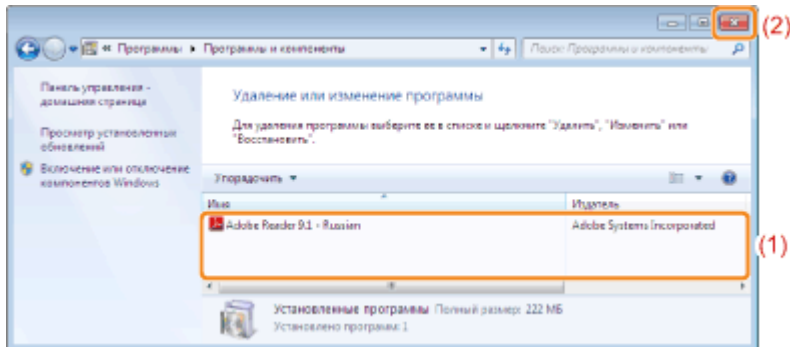 (2)
« Программы ▸ Программы и компоненты
Поиск: Программы и компоненты
Панель управления -
домашняя страница
Просмотр установленных
обновлений
Включение или отключение
компонентов Windows
Удаление или изменение программы
Для удаления программы выберите ее в списке и щелкните "Удалить", "Изменить" или
"Восстановить".
Упорядочить
Имя
Издатель
Adobe Reader 9.1 - Russian
Adobe Systems Incorporated
(1)
Установленные программы Полный размер: 222 МБ
Установлено программ: 1